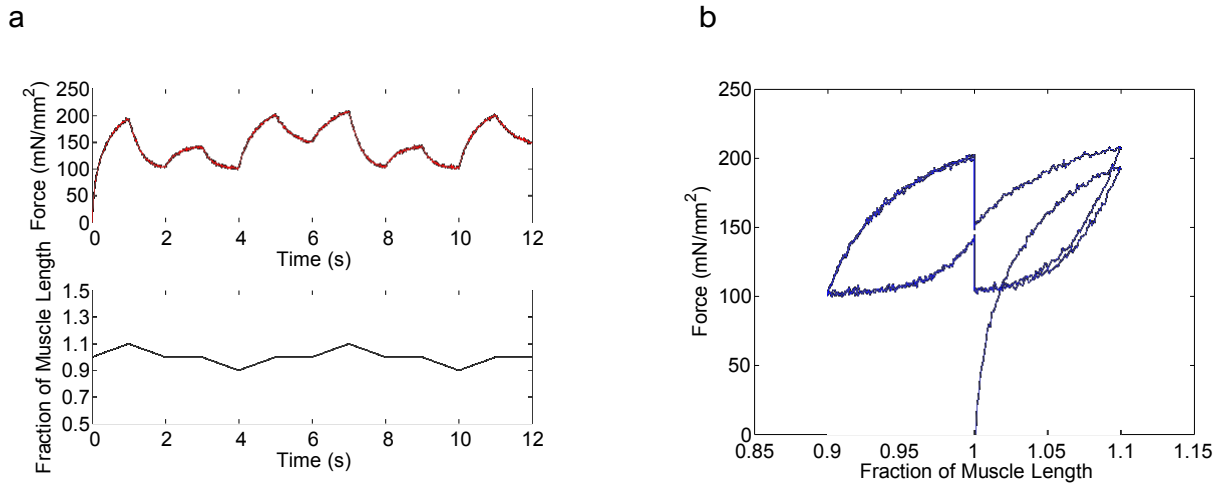 a
Force (mN/mm²)
250
200
150
100
50
0
0 2 4 6 8 10 12
Time (s)
Fraction of Muscle Length
1.5
1.3
1.1
0.9
0.7
0.5
0 2 4 6 8 10 12
Time (s)
b
Force (mN/mm²)
250
200
150
100
50
0
0.85 0.9 0.95 1 1.05 1.1 1.15
Fraction of Muscle Length